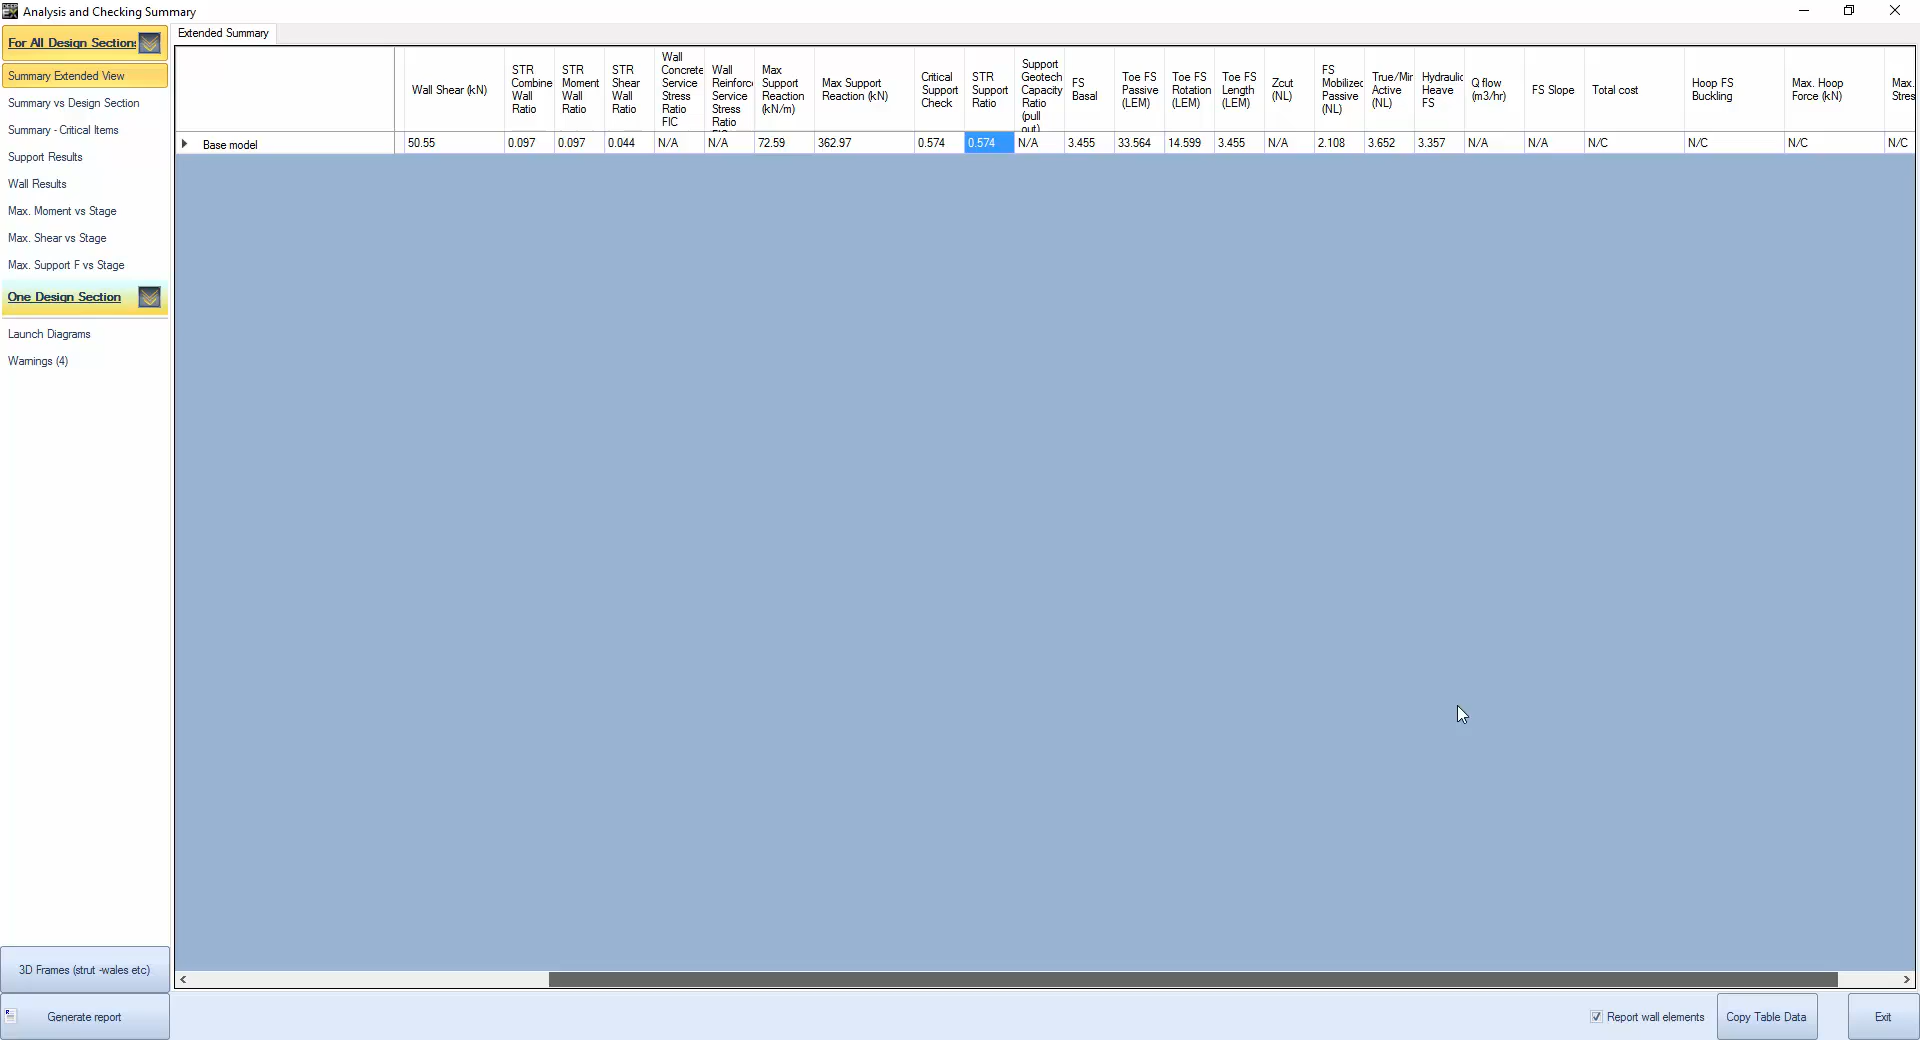 Analysis and Checking Summary
For All Design Section:
Extended Summary
Summary Extended View
Summary vs Design Section
Summary - Critical Items
Support Results
Wall Results
Max. Moment vs Stage
Max. Shear vs Stage
Max. Support F vs Stage
One Design Section
Launch Diagrams
Warnings (4)
Wall Shear (kN)
STR
Combine
Wall
Ratio
STR
Moment
Wall
Ratio
STR
Shear
Wall
Ratio
Wall
Concrete
Service
Stress
Ratio
FIC
Wall
Reinforc
Service
Stress
Ratio
Max
Support
Reaction
(kN/m)
Max Support
Reaction (kN)
Critical
Support
Check
STR
Support
Ratio
Support
Geotech
Capacity
Ratio
(pull
out)
FS
Basal
Toe FS
Passive
(LEM)
Toe FS
Rotation
(LEM)
Toe FS
Length
(LEM)
Zcut
(NL)
FS
Mobilized
Passive
(NL)
True/Min
Active
(NL)
Hydraulic
Heave
FS
Q flow
(m3/hr)
FS Slope
Total cost
Hoop FS
Buckling
Max. Hoop
Force (kN)
Max.
Stres
Base model 50.55 0.097 0.097 0.044 N/A N/A 72.59 362.97 0.574 0.574 N/A 3.455 33.564 14.599 3.455 N/A 2.108 3.652 3.357 N/A N/A N/C N/C N/C N/C
3D Frames (strut -wales etc)
Generate report
Report wall elements
Copy Table Data
Exit